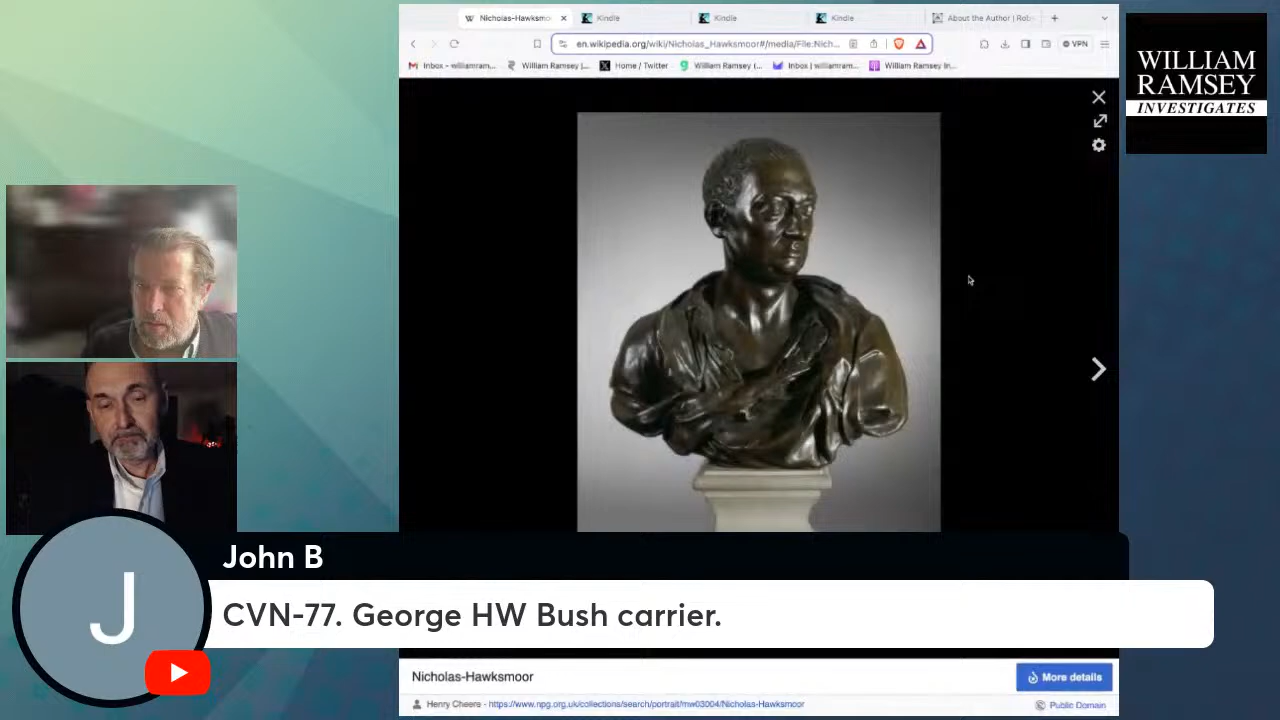 Nicholas-Hawksmo
Kindle
Kindle
Kindle
About the Author | Rob
en.wikipedia.org/wiki/Nicholas_Hawksmoor#/media/File:Nich...
VPN
Inbox - williamram...
William Ramsey |...
Home / Twitter
William Ramsey (...
Inbox | williamram...
William Ramsey In...
WILLIAM
RAMSEY
INVESTIGATES
J
John B
CVN-77. George HW Bush carrier.
Nicholas-Hawksmoor
More details
Henry Cheere - https://www.npg.org.uk/collections/search/portrait/mw03004/Nicholas-Hawksmoor
Public Domain